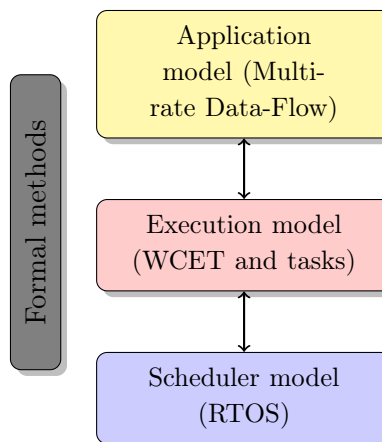 Application
model (Multi-
rate Data-Flow)
Formal methods
Execution model
(WCET and tasks)
Scheduler model
(RTOS)